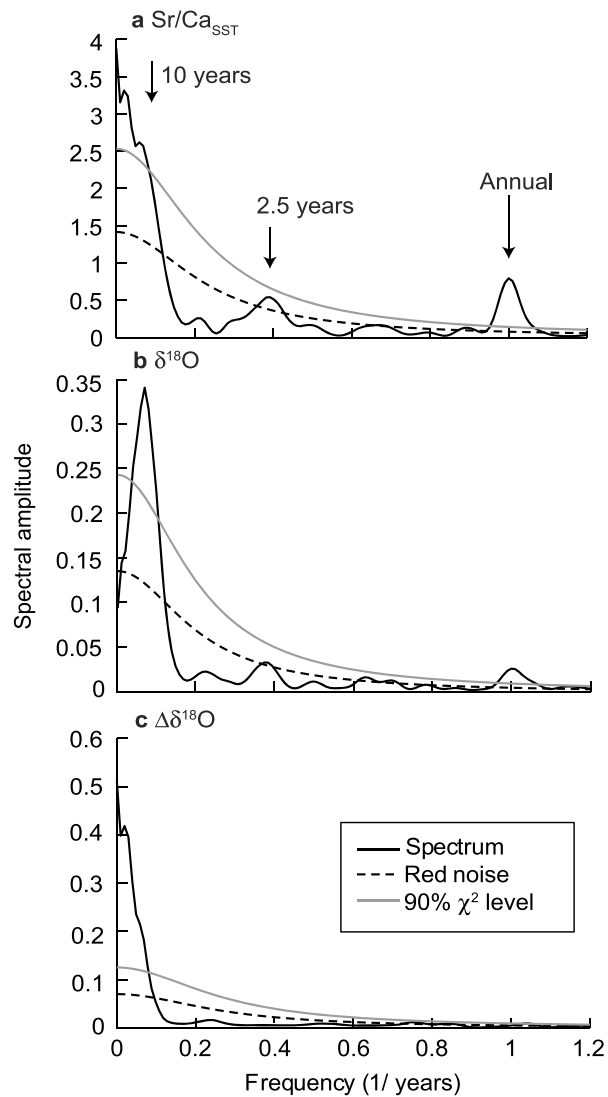 a Sr/Ca_SST
4
3.5
3
2.5
2
1.5
1
0.5
0
10 years
2.5 years
Annual
b δ¹⁸O
0.35
0.3
0.25
0.2
0.15
0.1
0.05
0
Spectral amplitude
c Δδ¹⁸O
0.6
0.5
0.4
0.3
0.2
0.1
0
Spectrum
Red noise
90% χ² level
0 0.2 0.4 0.6 0.8 1 1.2
Frequency (1/ years)